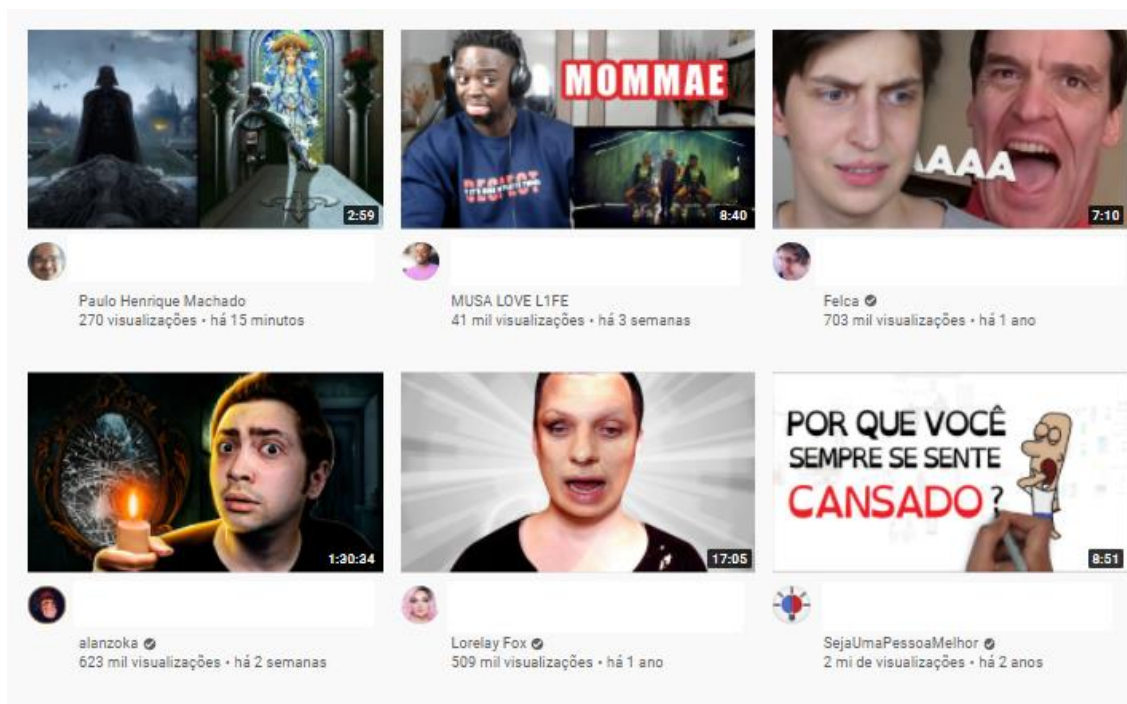 2:59
MOMMAE
RESPECT
8:40
AAAA
7:10
Paulo Henrique Machado
270 visualizações • há 15 minutos
MUSA LOVE L1FE
41 mil visualizações • há 3 semanas
Felca
703 mil visualizações • há 1 ano
1:30:34
17:05
POR QUE VOCÊ
SEMPRE SE SENTE
CANSADO?
8:51
alanzoka
623 mil visualizações • há 2 semanas
Lorelay Fox
509 mil visualizações • há 1 ano
SejaUmaPessoaMelhor
2 mi de visualizações • há 2 anos